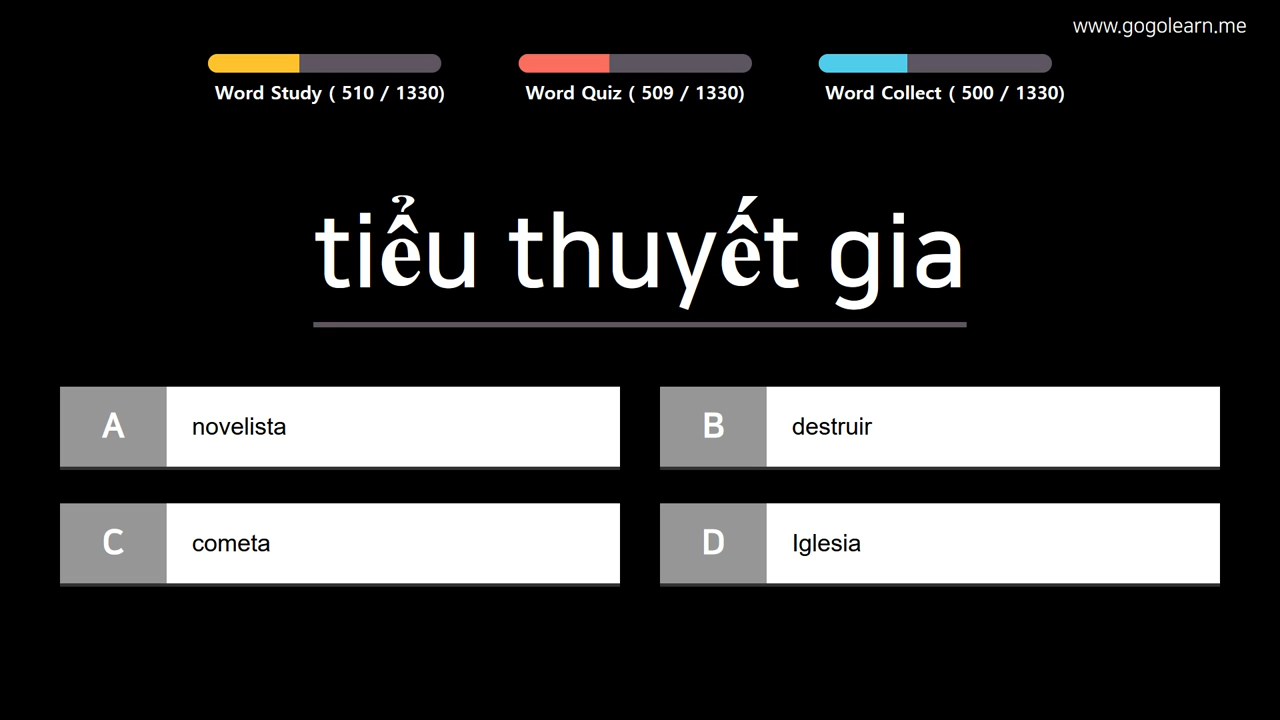 www.gogolearn.me
Word Study ( 510 / 1330)
Word Quiz ( 509 / 1330)
Word Collect ( 500 / 1330)
tiểu thuyết gia
A novelista
B destruir
C cometa
D Iglesia